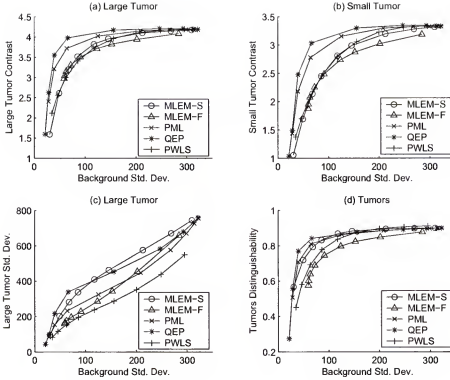 (a) Large Tumor
Large Tumor Contrast
4.5
4
3.5
3
2.5
2
1.5
1
0 100 200 300
Background Std. Dev.
MLEM-S
MLEM-F
PML
QEP
PWLS
(b) Small Tumor
Small Tumor Contrast
3.5
3
2.5
2
1.5
1
0 100 200 300
Background Std. Dev.
MLEM-S
MLEM-F
PML
QEP
PWLS
(c) Large Tumor
Large Tumor Std. Dev.
800
600
400
200
0
0 100 200 300
Background Std. Dev.
MLEM-S
MLEM-F
PML
QEP
PWLS
(d) Tumors
Tumors Distinguishability
1
0.8
0.6
0.4
0.2
0 100 200 300
Background Std. Dev.
MLEM-S
MLEM-F
PML
QEP
PWLS